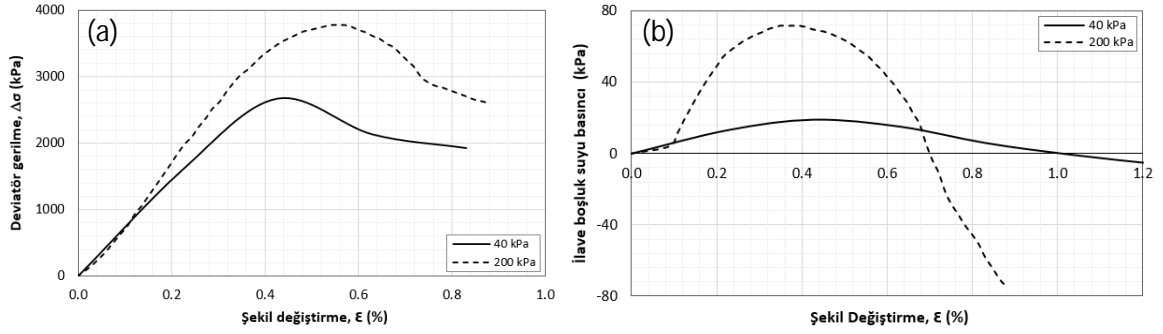 (a)
Deviatör gerilme, Δσ (kPa)
4000
3000
2000
1000
0
0.0 0.2 0.4 0.6 0.8 1.0
Şekil değiştirme, Ɛ (%)
40 kPa
200 kPa
(b)
İlave boşluk suyu basıncı (kPa)
80
40
0
-40
-80
0.0 0.2 0.4 0.6 0.8 1.0 1.2
Şekil Değiştirme, Ɛ (%)
40 kPa
200 kPa